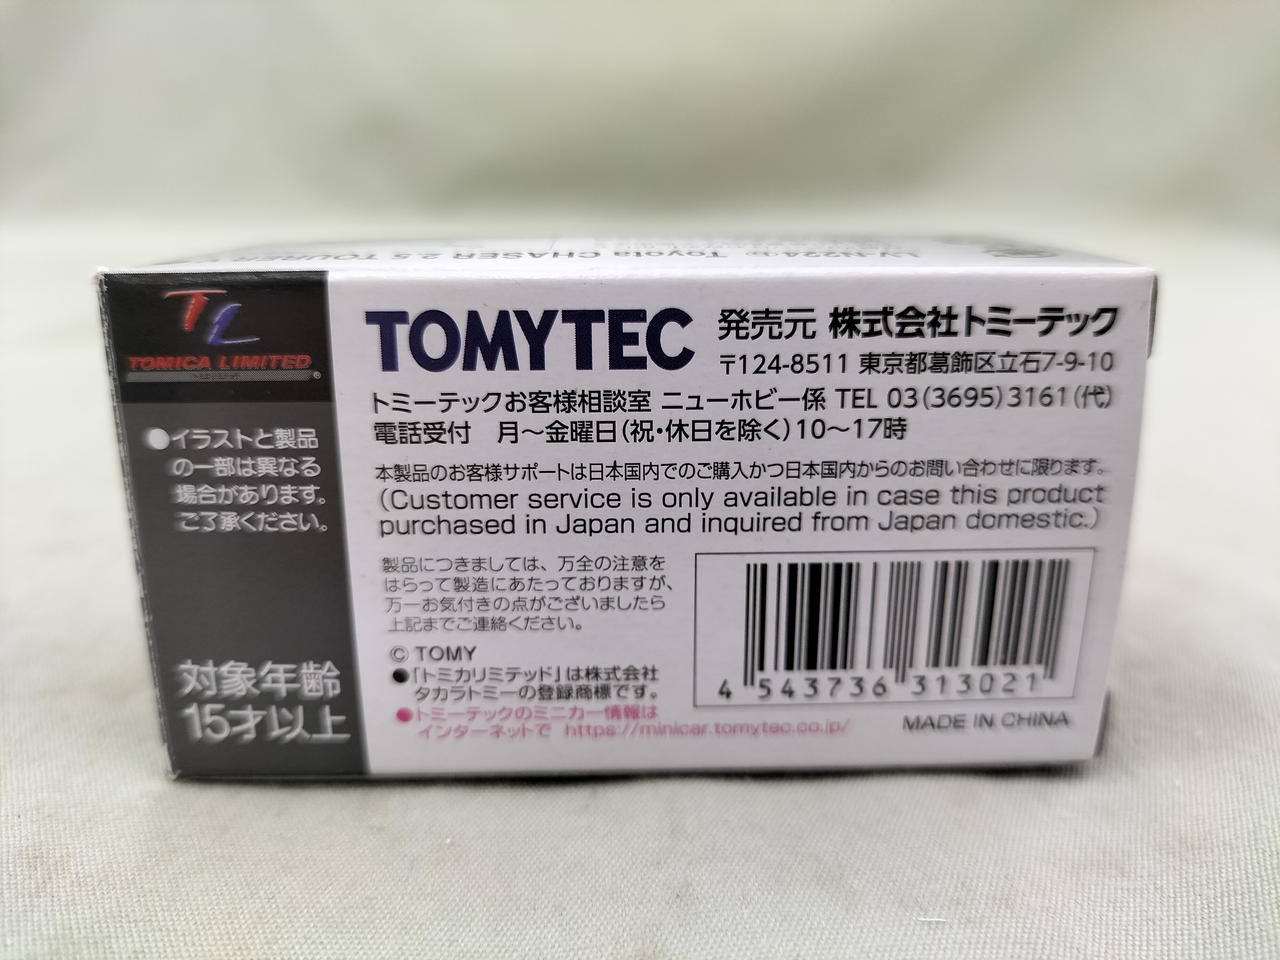 LV-N224 Toyota CHASER 2.5 TOURER
TL
TOMICA LIMITED
●イラストと製品
の一部は異なる
場合があります。
ご了承ください。
対象年齢
15才以上
TOMYTEC
発売元 株式会社トミーテック
〒124-8511 東京都葛飾区立石7-9-10
トミーテックお客様相談室 ニューホビー係 TEL 03(3695)3161(代)
電話受付 月〜金曜日(祝・休日を除く)10〜17時
本製品のお客様サポートは日本国内でのご購入かつ日本国内からのお問い合わせに限ります。
(Customer service is only available in case this product
purchased in Japan and inquired from Japan domestic.)
製品につきましては、万全の注意を
はらって製造にあたっておりますが、
万一お気付きの点がございましたら
上記までご連絡ください。
© TOMY
●「トミカリミテッド」は株式会社
タカラトミーの登録商標です。
●トミーテックのミニカー情報は
インターネットで https://minicar.tomytec.co.jp/
4 543736 313021
MADE IN CHINA